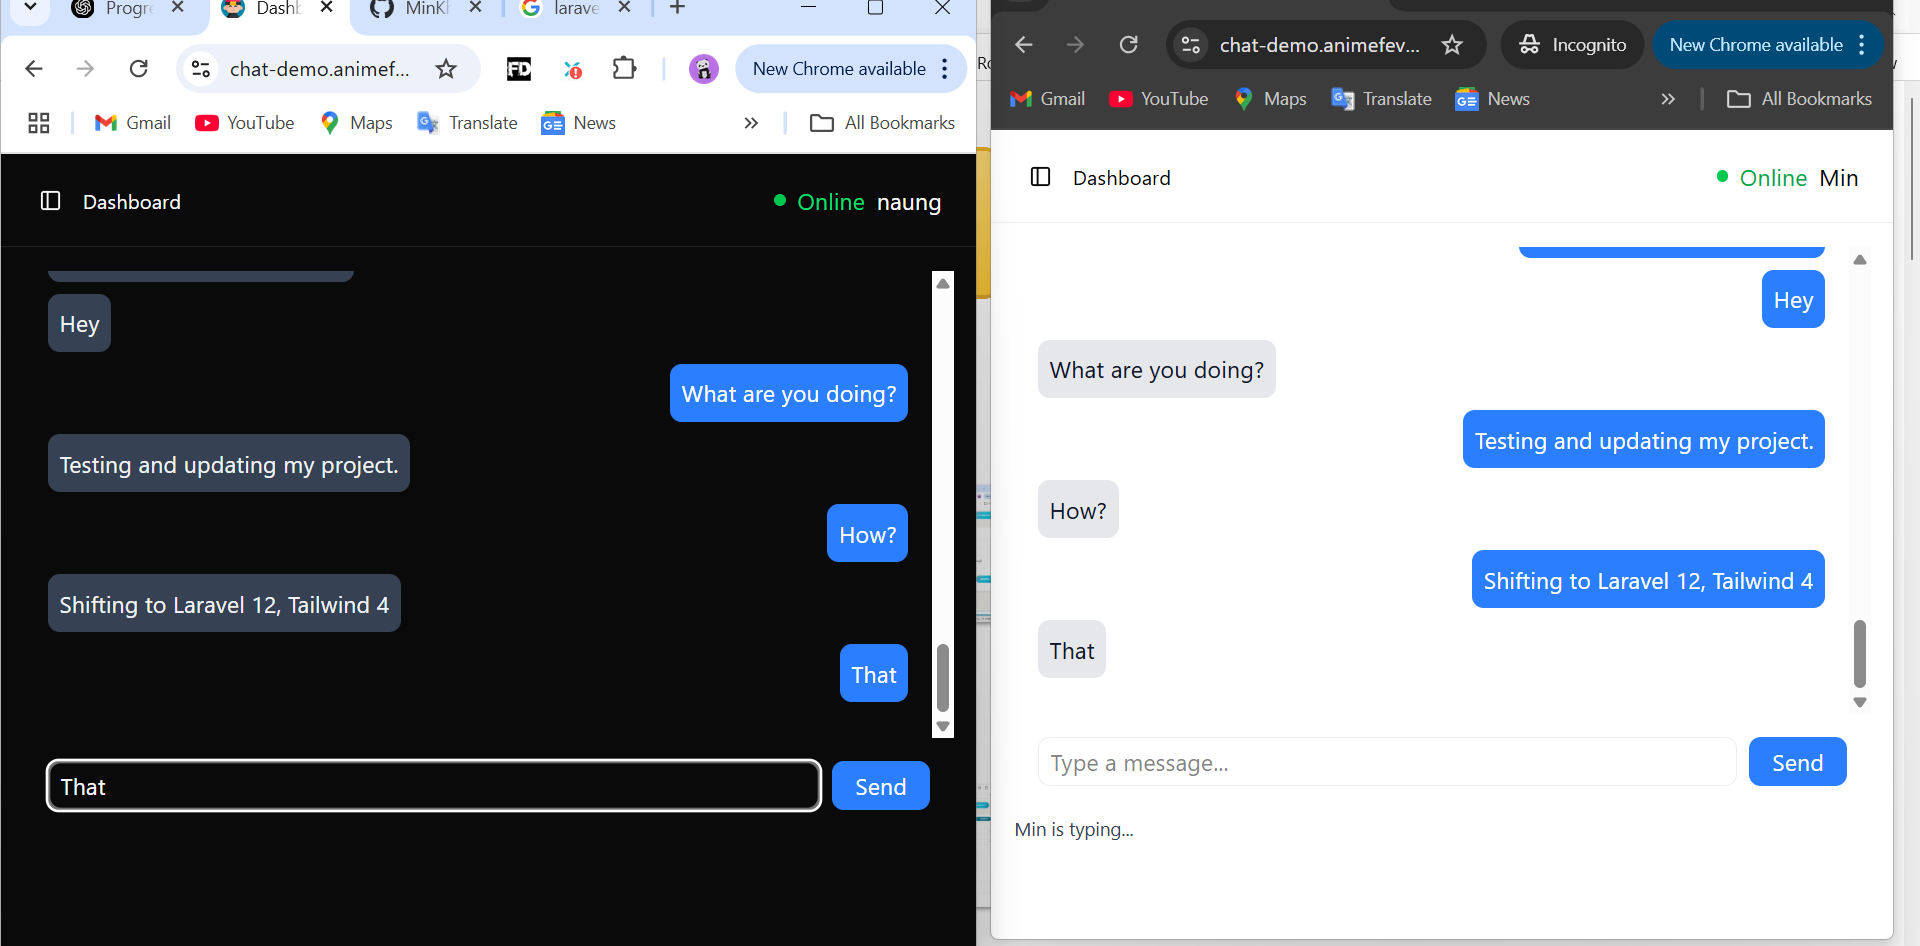 Progre
Dashb
MinKh
larave
chat-demo.animef...
FD
New Chrome available
Gmail
YouTube
Maps
Translate
News
All Bookmarks
Dashboard
Online naung
Hey
What are you doing?
Testing and updating my project.
How?
Shifting to Laravel 12, Tailwind 4
That
That
Send
chat-demo.animefev...
Incognito
New Chrome available
Gmail
YouTube
Maps
Translate
News
All Bookmarks
Dashboard
Online Min
Hey
What are you doing?
Testing and updating my project.
How?
Shifting to Laravel 12, Tailwind 4
That
Type a message...
Send
Min is typing...